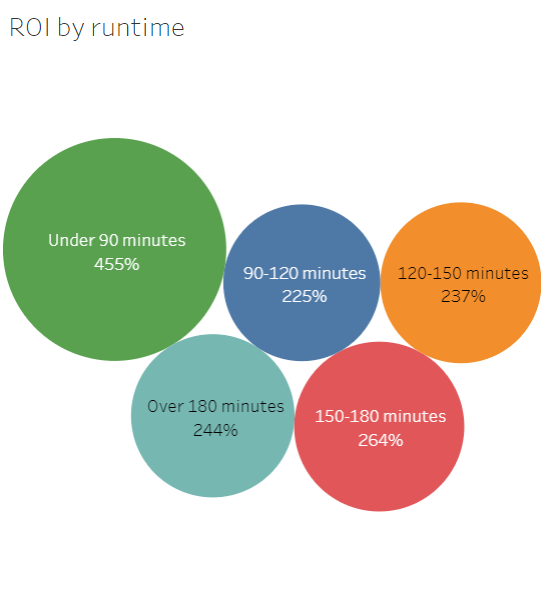 ROI by runtime
Under 90 minutes
455%
90-120 minutes
225%
120-150 minutes
237%
Over 180 minutes
244%
150-180 minutes
264%